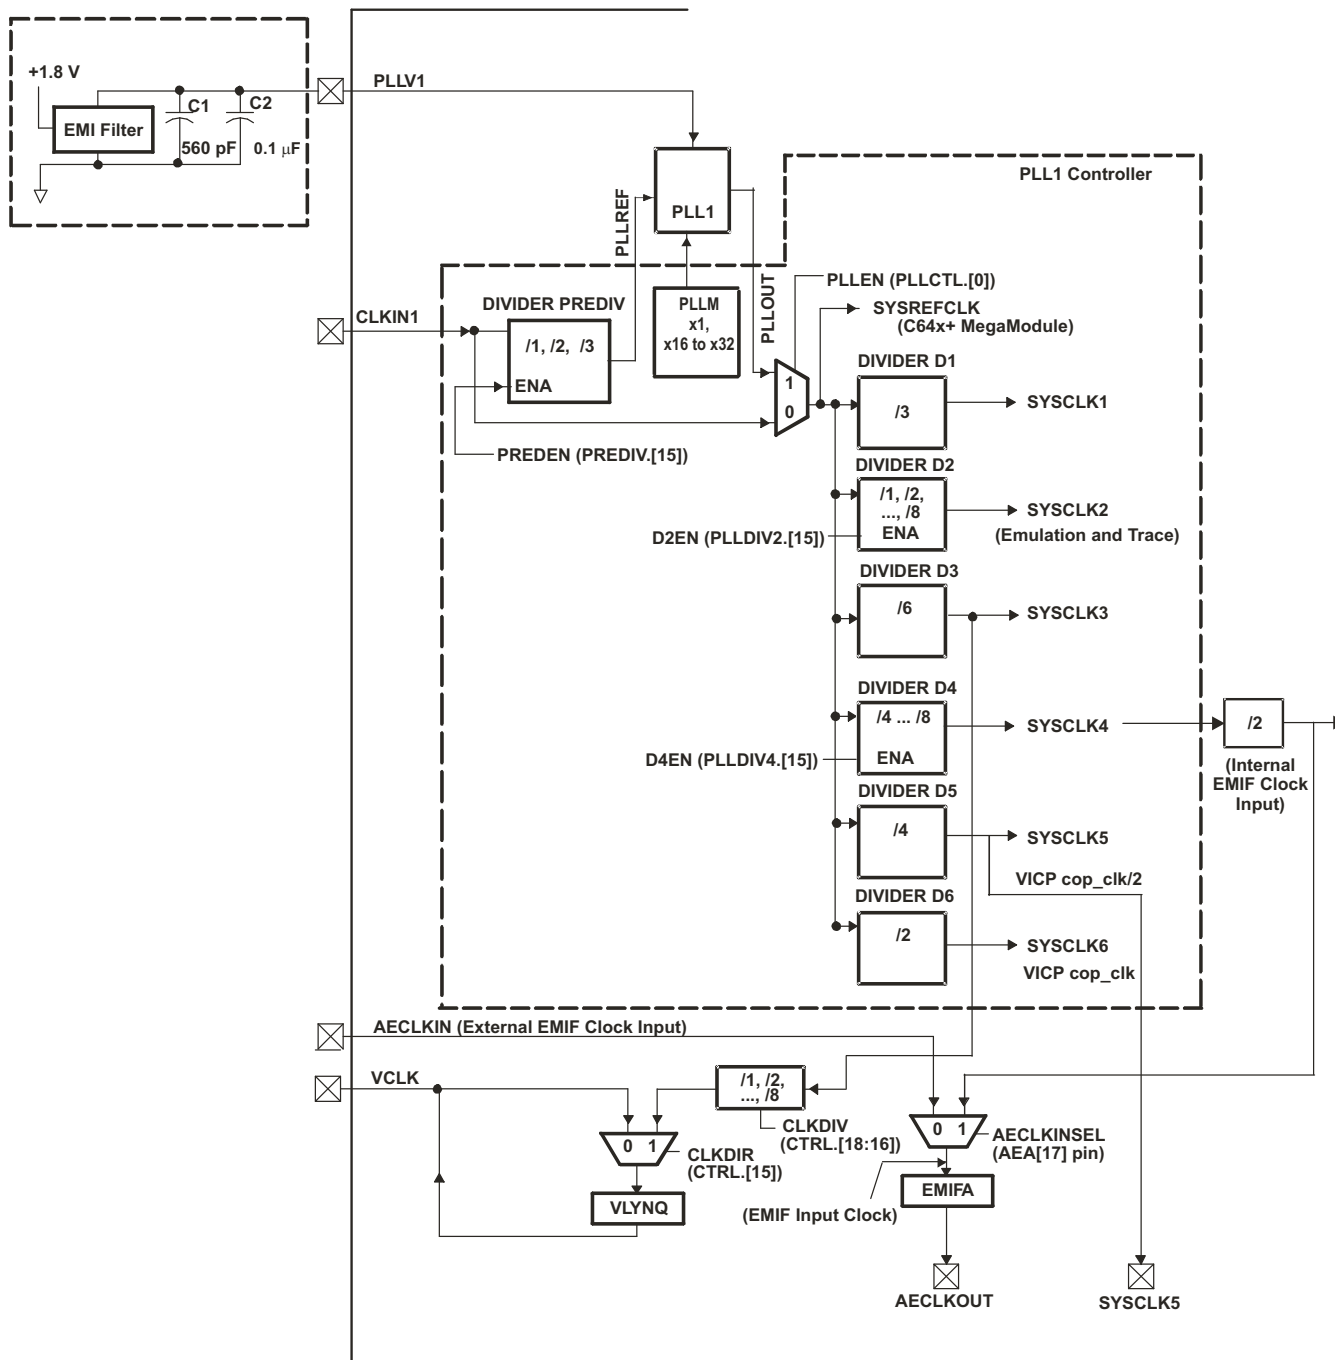 +1.8 V
EMI Filter
C1
C2
560 pF
0.1 μF
PLLV1
PLL1 Controller
PLL1
PLLREF
PLLOUT
PLLEN (PLLCTL.[0])
CLKIN1
DIVIDER PREDIV
/1, /2, /3
ENA
PLLM
x1,
x16 to x32
SYSREFCLK
(C64x+ MegaModule)
1
0
PREDEN (PREDIV.[15])
DIVIDER D1
/3
SYSCLK1
DIVIDER D2
/1, /2,
..., /8
ENA
SYSCLK2
(Emulation and Trace)
D2EN (PLLDIV2.[15])
DIVIDER D3
/6
SYSCLK3
DIVIDER D4
/4 ... /8
ENA
SYSCLK4
D4EN (PLLDIV4.[15])
/2
(Internal
EMIF Clock
Input)
DIVIDER D5
/4
SYSCLK5
VICP cop_clk/2
DIVIDER D6
/2
SYSCLK6
VICP cop_clk
AECLKIN (External EMIF Clock Input)
VCLK
/1, /2,
..., /8
CLKDIV
(CTRL.[18:16])
0 1
CLKDIR
(CTRL.[15])
VLYNQ
0 1
AECLKINSEL
(AEA[17] pin)
EMIFA
(EMIF Input Clock)
AECLKOUT
SYSCLK5